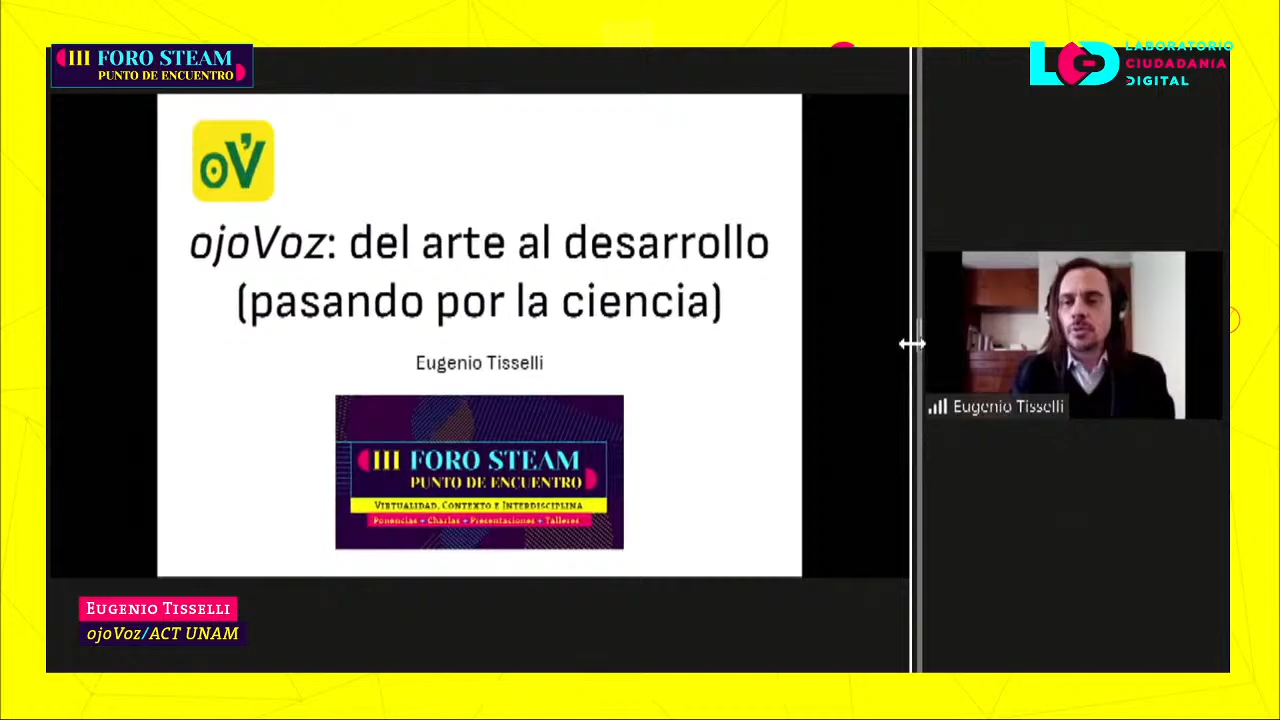 III FORO STEAM
PUNTO DE ENCUENTRO
LCD LABORATORIO
CIUDADANIA
DIGITAL
oV
ojoVoz: del arte al desarrollo
(pasando por la ciencia)
Eugenio Tisselli
III FORO STEAM
PUNTO DE ENCUENTRO
VIRTUALIDAD, CONTEXTO E INTERDISCIPLINA
Ponencias + Charlas + Presentaciones + Talleres
Eugenio Tisselli
EUGENIO TISSELLI
ojoVoz/ACT UNAM